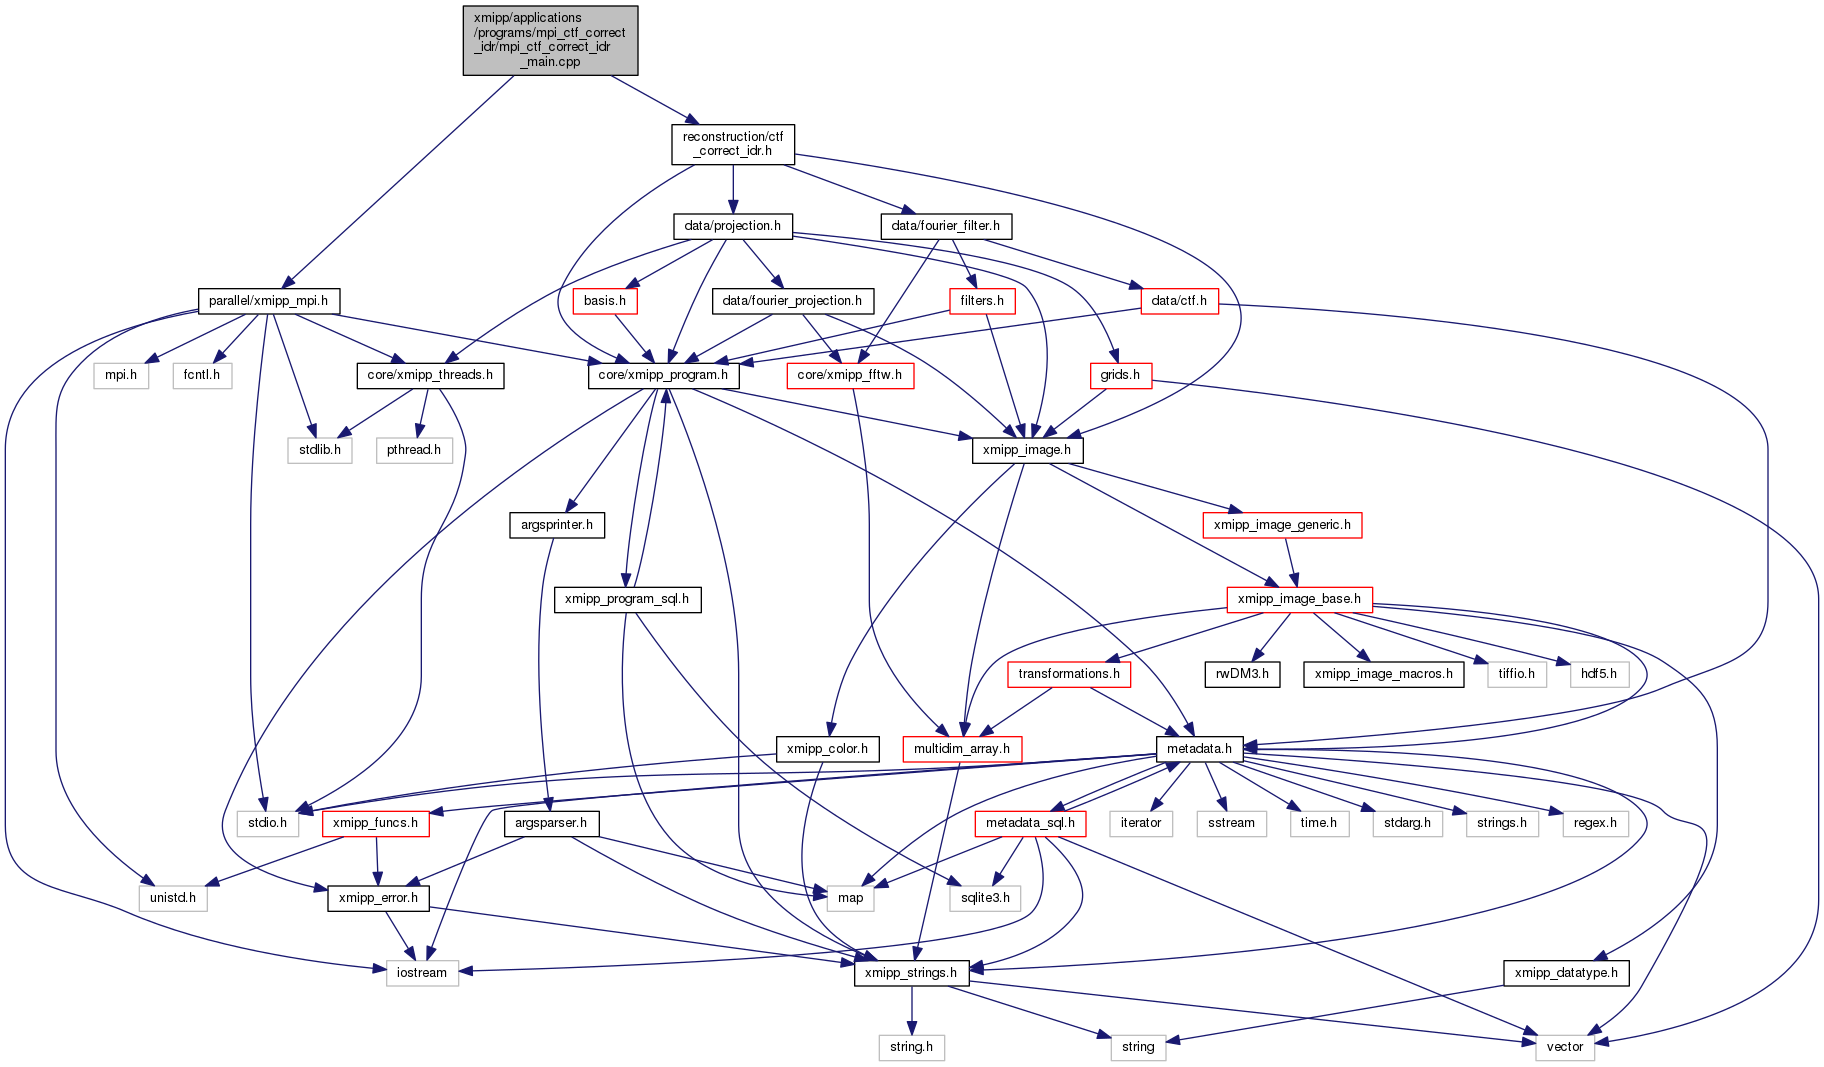 xmipp/applications
/programs/mpi_ctf_correct
_idr/mpi_ctf_correct_idr
_main.cpp
reconstruction/ctf
_correct_idr.h
data/projection.h
data/fourier_filter.h
parallel/xmipp_mpi.h
basis.h
data/fourier_projection.h
filters.h
data/ctf.h
mpi.h
fcntl.h
core/xmipp_threads.h
core/xmipp_program.h
core/xmipp_fftw.h
grids.h
stdlib.h
pthread.h
xmipp_image.h
argsprinter.h
xmipp_image_generic.h
xmipp_program_sql.h
xmipp_image_base.h
transformations.h
rwDM3.h
xmipp_image_macros.h
tiffio.h
hdf5.h
xmipp_color.h
multidim_array.h
metadata.h
stdio.h
xmipp_funcs.h
argsparser.h
metadata_sql.h
iterator
sstream
time.h
stdarg.h
strings.h
regex.h
unistd.h
xmipp_error.h
map
sqlite3.h
iostream
xmipp_strings.h
xmipp_datatype.h
string.h
string
vector